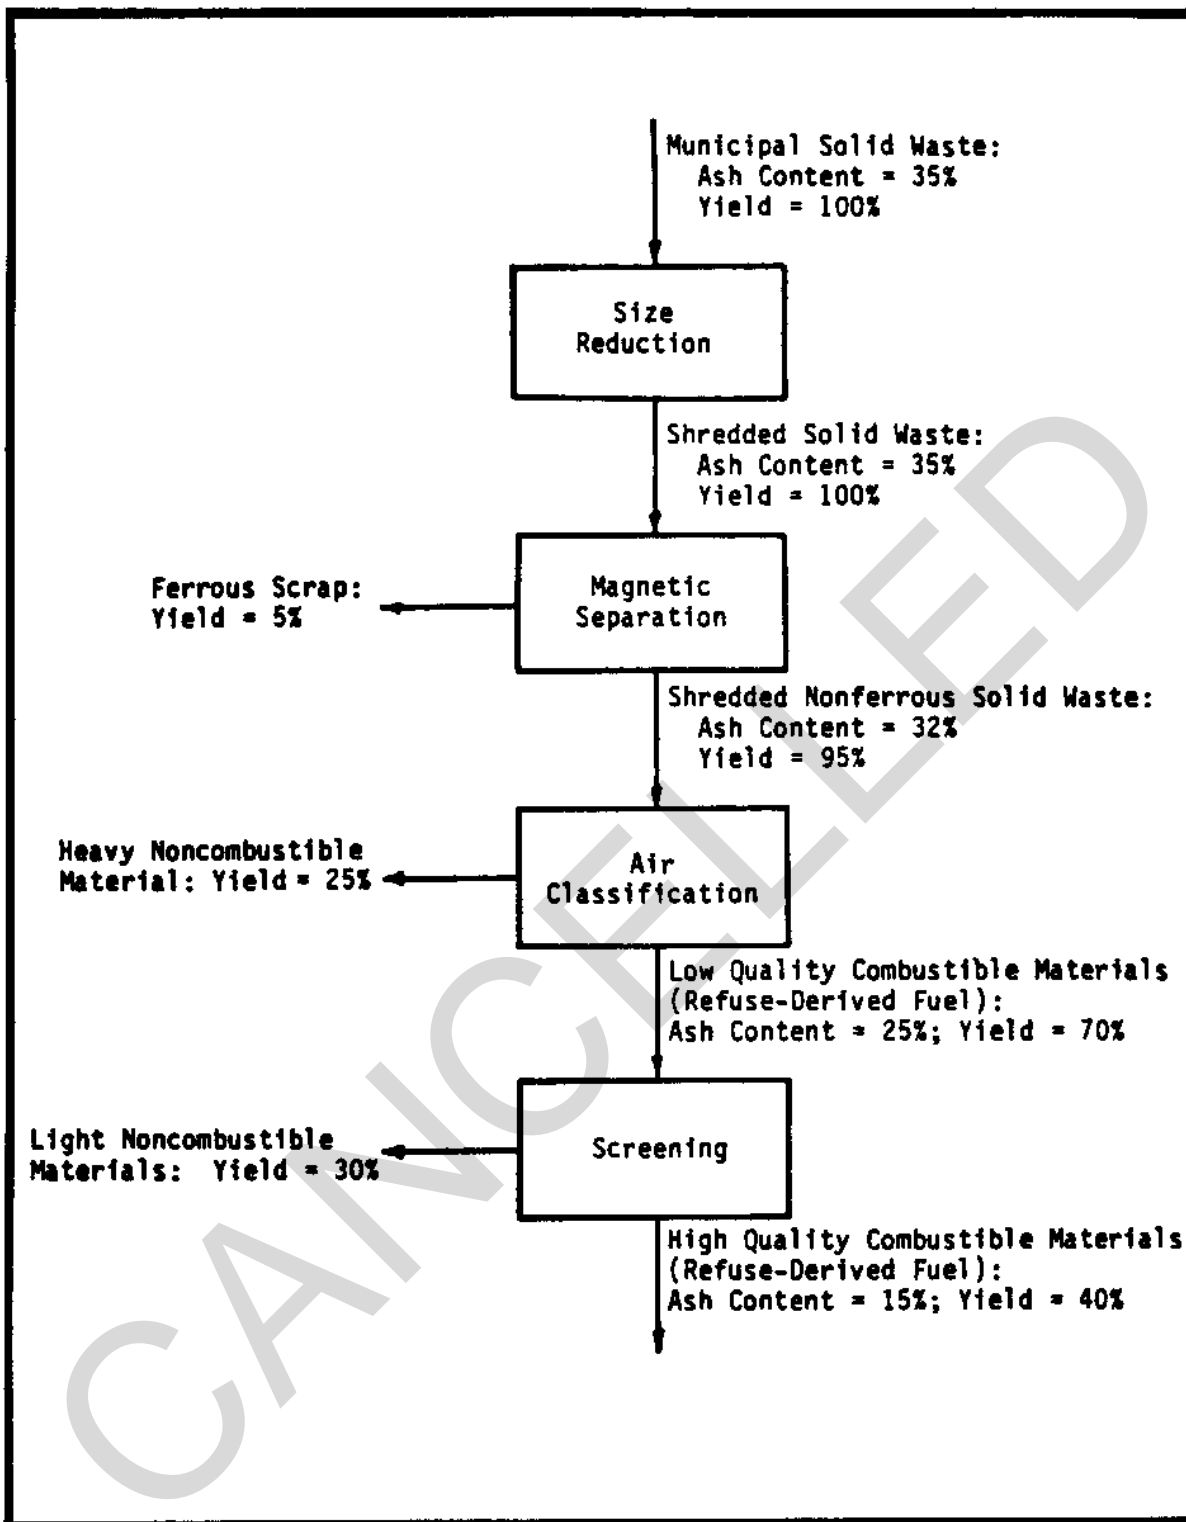 Municipal Solid Waste:
Ash Content = 35%
Yield = 100%
Size
Reduction
Shredded Solid Waste:
Ash Content = 35%
Yield = 100%
Ferrous Scrap:
Yield = 5%
Magnetic
Separation
Shredded Nonferrous Solid Waste:
Ash Content = 32%
Yield = 95%
Heavy Noncombustible
Material: Yield = 25%
Air
Classification
Low Quality Combustible Materials
(Refuse-Derived Fuel):
Ash Content = 25%; Yield = 70%
Light Noncombustible
Materials: Yield = 30%
Screening
High Quality Combustible Materials
(Refuse-Derived Fuel):
Ash Content = 15%; Yield = 40%
CANCELLED